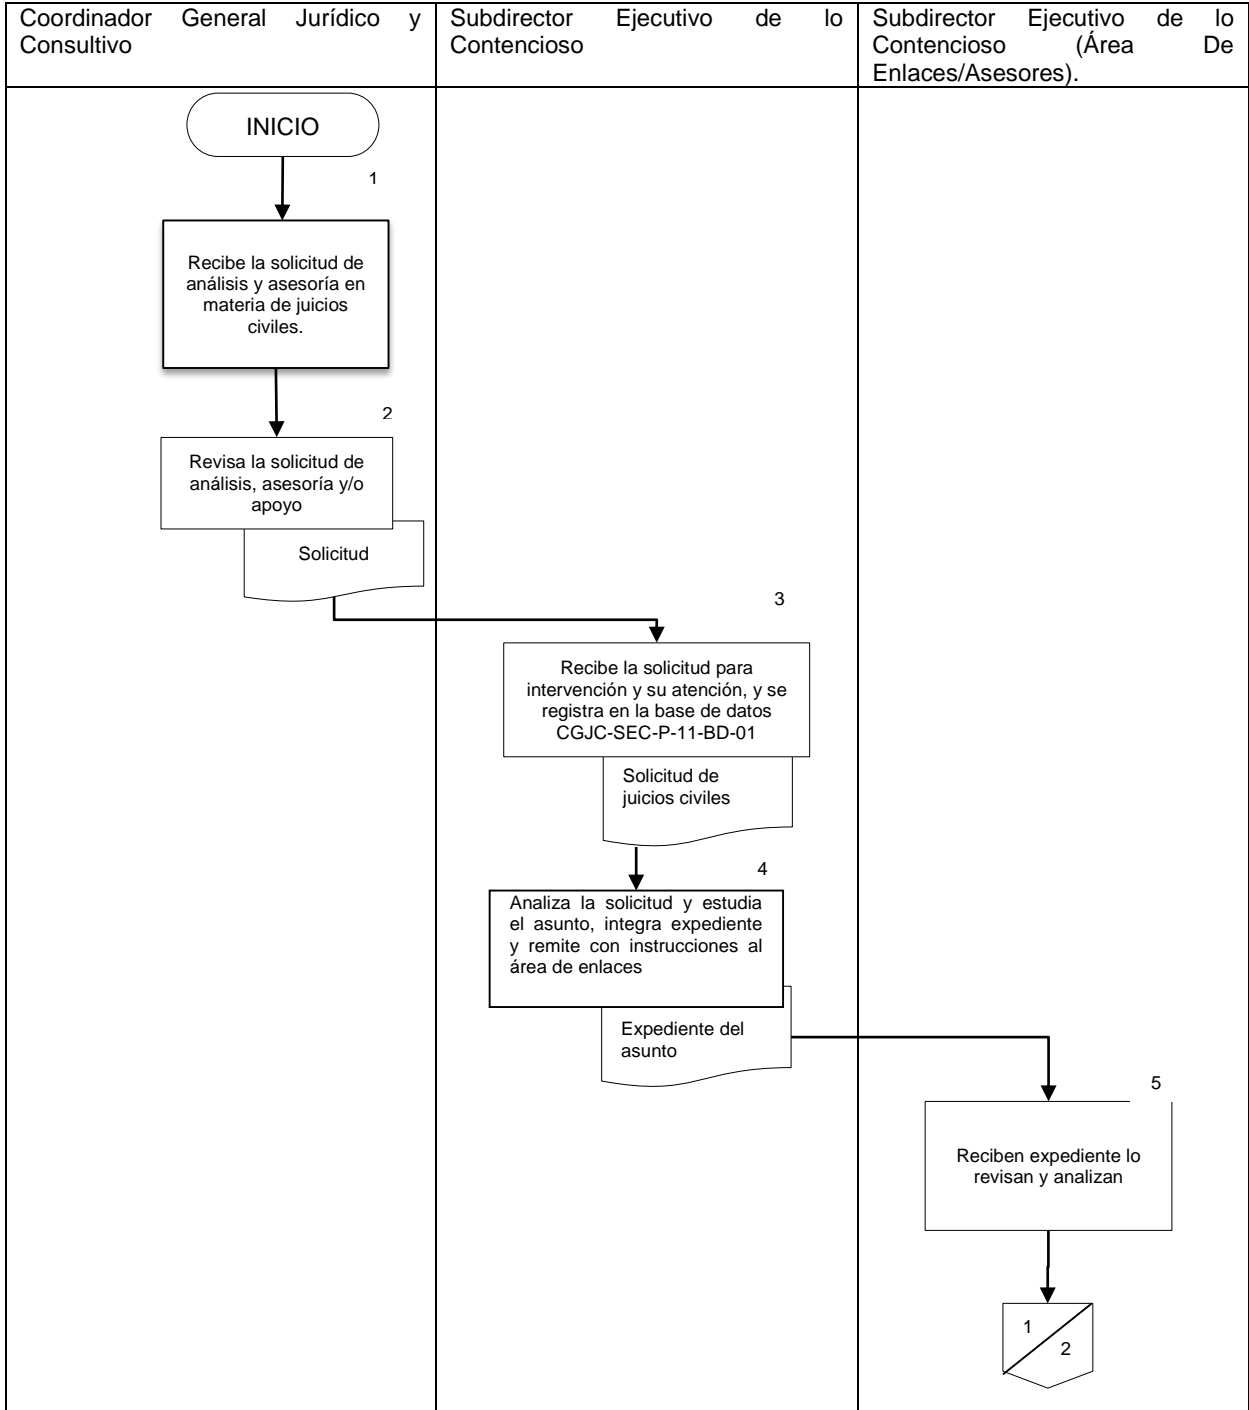 Coordinador General Jurídico y
Consultivo
Subdirector Ejecutivo de lo
Contencioso
Subdirector Ejecutivo de lo
Contencioso (Área De
Enlaces/Asesores).
INICIO
1
Recibe la solicitud de
análisis y asesoría en
materia de juicios
civiles.
2
Revisa la solicitud de
análisis, asesoría y/o
apoyo
Solicitud
3
Recibe la solicitud para
intervención y su atención, y se
registra en la base de datos
CGJC-SEC-P-11-BD-01
Solicitud de
juicios civiles
4
Analiza la solicitud y estudia
el asunto, integra expediente
y remite con instrucciones al
área de enlaces
Expediente del
asunto
5
Reciben expediente lo
revisan y analizan
1
2